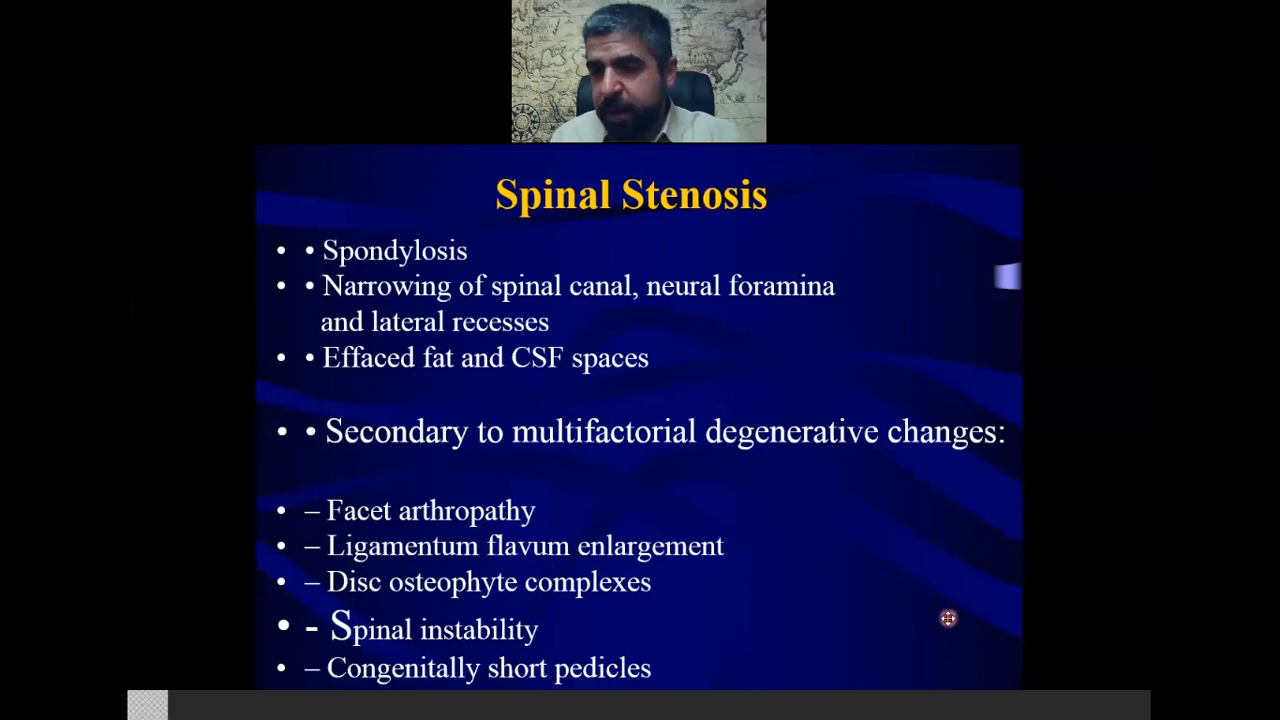 Spinal Stenosis
• • Spondylosis
• • Narrowing of spinal canal, neural foramina
and lateral recesses
• • Effaced fat and CSF spaces
• • Secondary to multifactorial degenerative changes:
• – Facet arthropathy
• – Ligamentum flavum enlargement
• – Disc osteophyte complexes
• - Spinal instability
• – Congenitally short pedicles